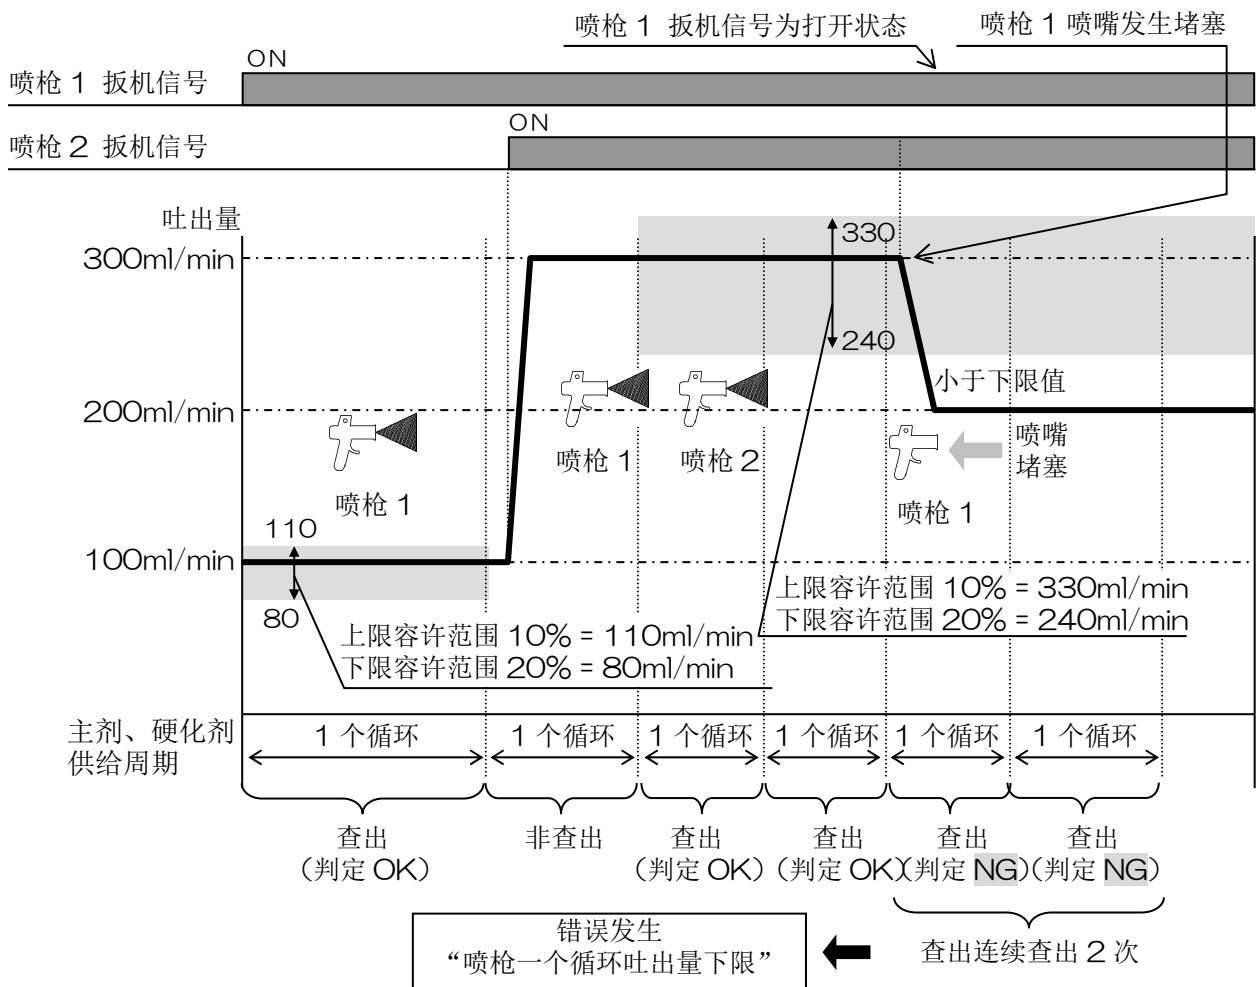 喷枪 1 扳机信号为打开状态
喷枪 1 喷嘴发生堵塞
ON
喷枪 1 扳机信号
ON
喷枪 2 扳机信号
吐出量
330
300ml/min
240
小于下限值
200ml/min
喷嘴
堵塞
喷枪 1
喷枪 2
喷枪 1
喷枪 1
110
100ml/min
80
上限容许范围 10% = 330ml/min
下限容许范围 20% = 240ml/min
上限容许范围 10% = 110ml/min
下限容许范围 20% = 80ml/min
主剂、硬化剂
供给周期
1 个循环
1 个循环
1 个循环
1 个循环
1 个循环
1 个循环
查出
(判定 OK)
非查出
查出
(判定 OK)
查出
(判定 OK)
查出
(判定 NG)
查出
(判定 NG)
错误发生
“喷枪一个循环吐出量下限”
查出连续查出 2 次